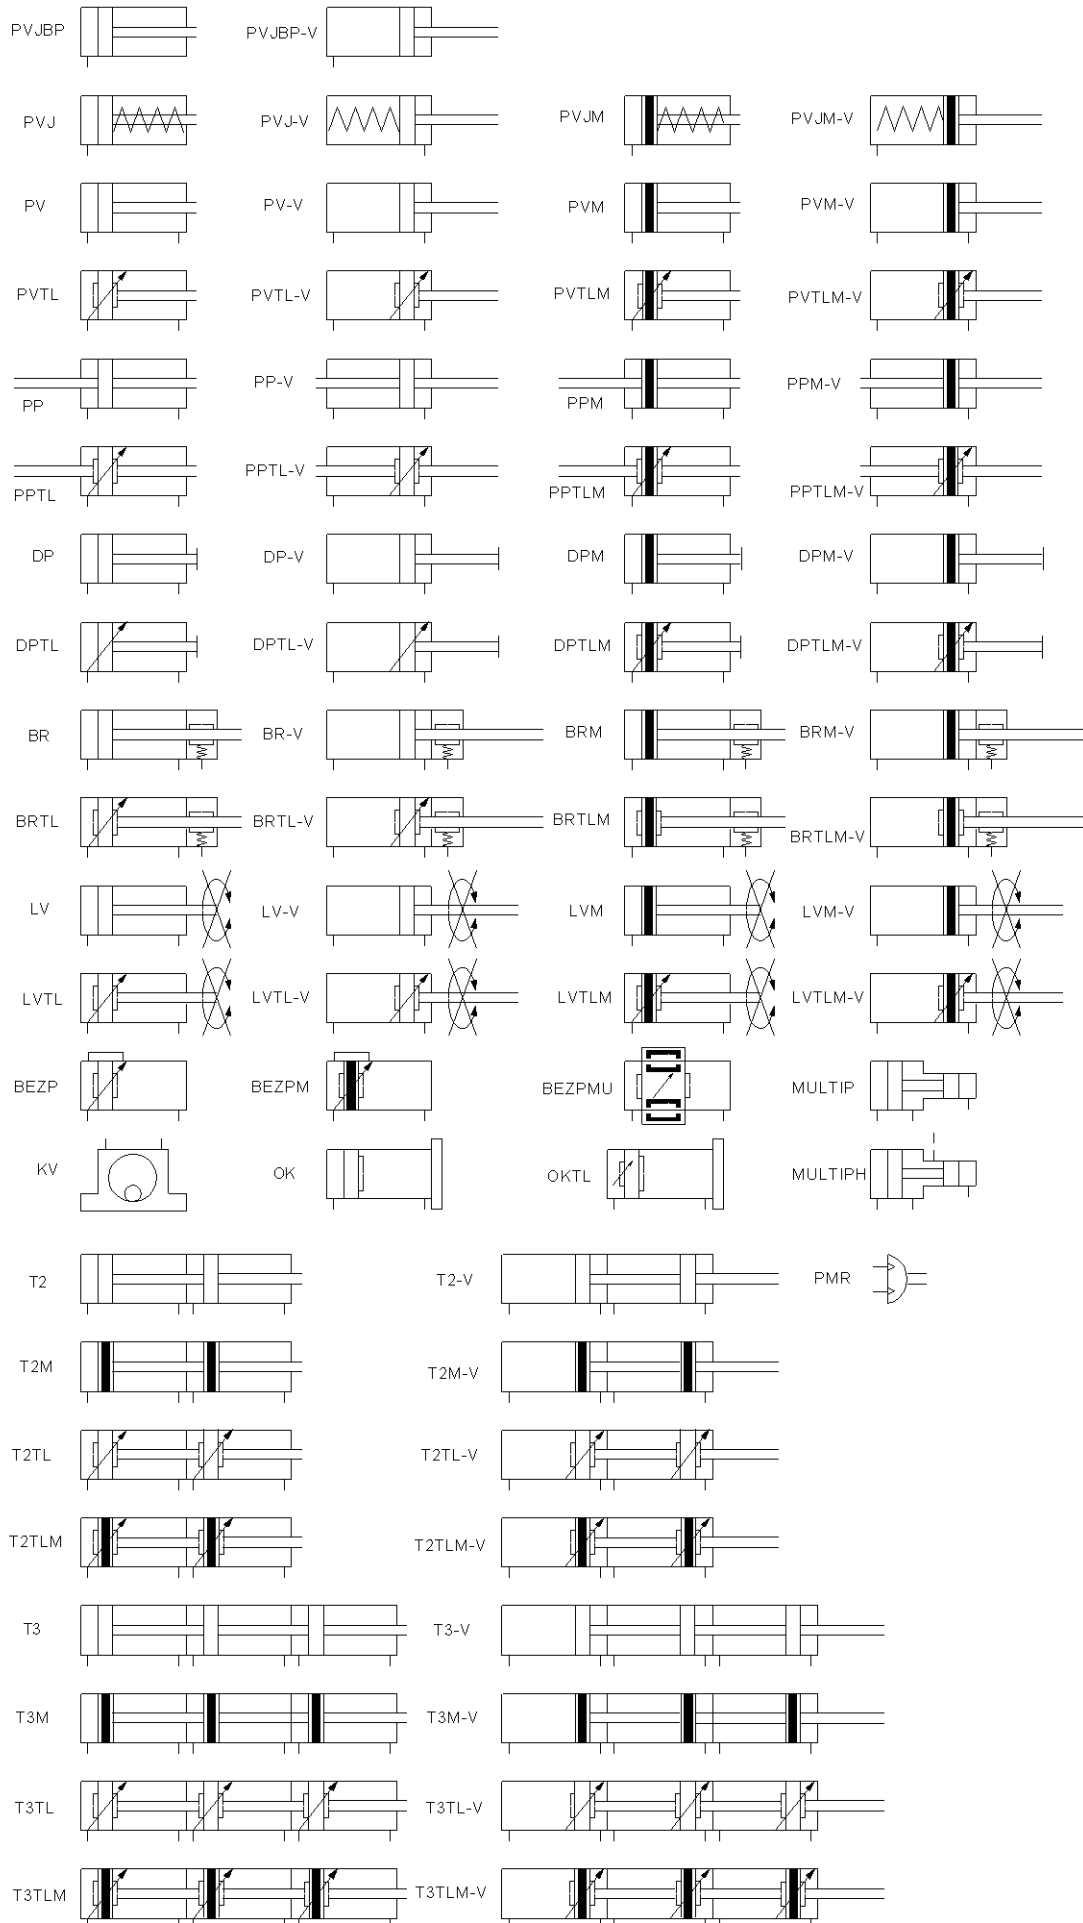 PVJBP
PVJBP-V
PVJ
PVJ-V
PVJM
PVJM-V
PV
PV-V
PVM
PVM-V
PVTL
PVTL-V
PVTLM
PVTLM-V
PP
PP-V
PPM
PPM-V
PPTL
PPTL-V
PPTLM
PPTLM-V
DP
DP-V
DPM
DPM-V
DPTL
DPTL-V
DPTLM
DPTLM-V
BR
BR-V
BRM
BRM-V
BRTL
BRTL-V
BRTLM
BRTLM-V
LV
LV-V
LVM
LVM-V
LVTL
LVTL-V
LVTLM
LVTLM-V
BEZP
BEZPM
BEZPMU
MULTIP
KV
OK
OKTL
MULTIPH
T2
T2-V
PMR
T2M
T2M-V
T2TL
T2TL-V
T2TLM
T2TLM-V
T3
T3-V
T3M
T3M-V
T3TL
T3TL-V
T3TLM
T3TLM-V